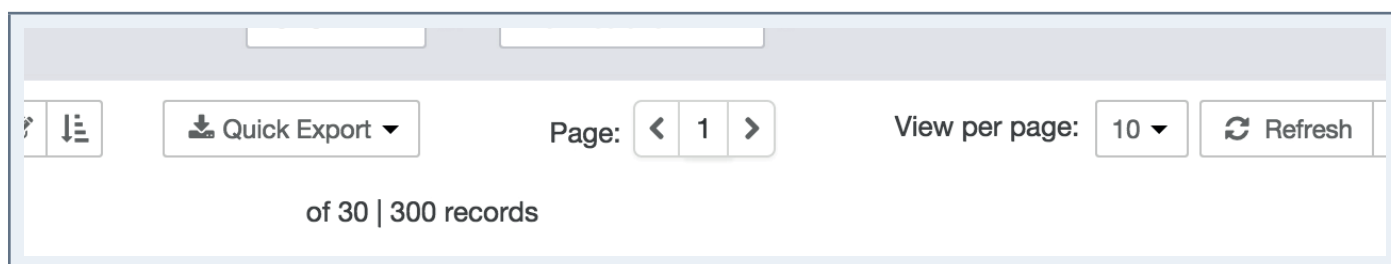 Quick Export
Page: 1
View per page: 10 Refresh
of 30 | 300 records